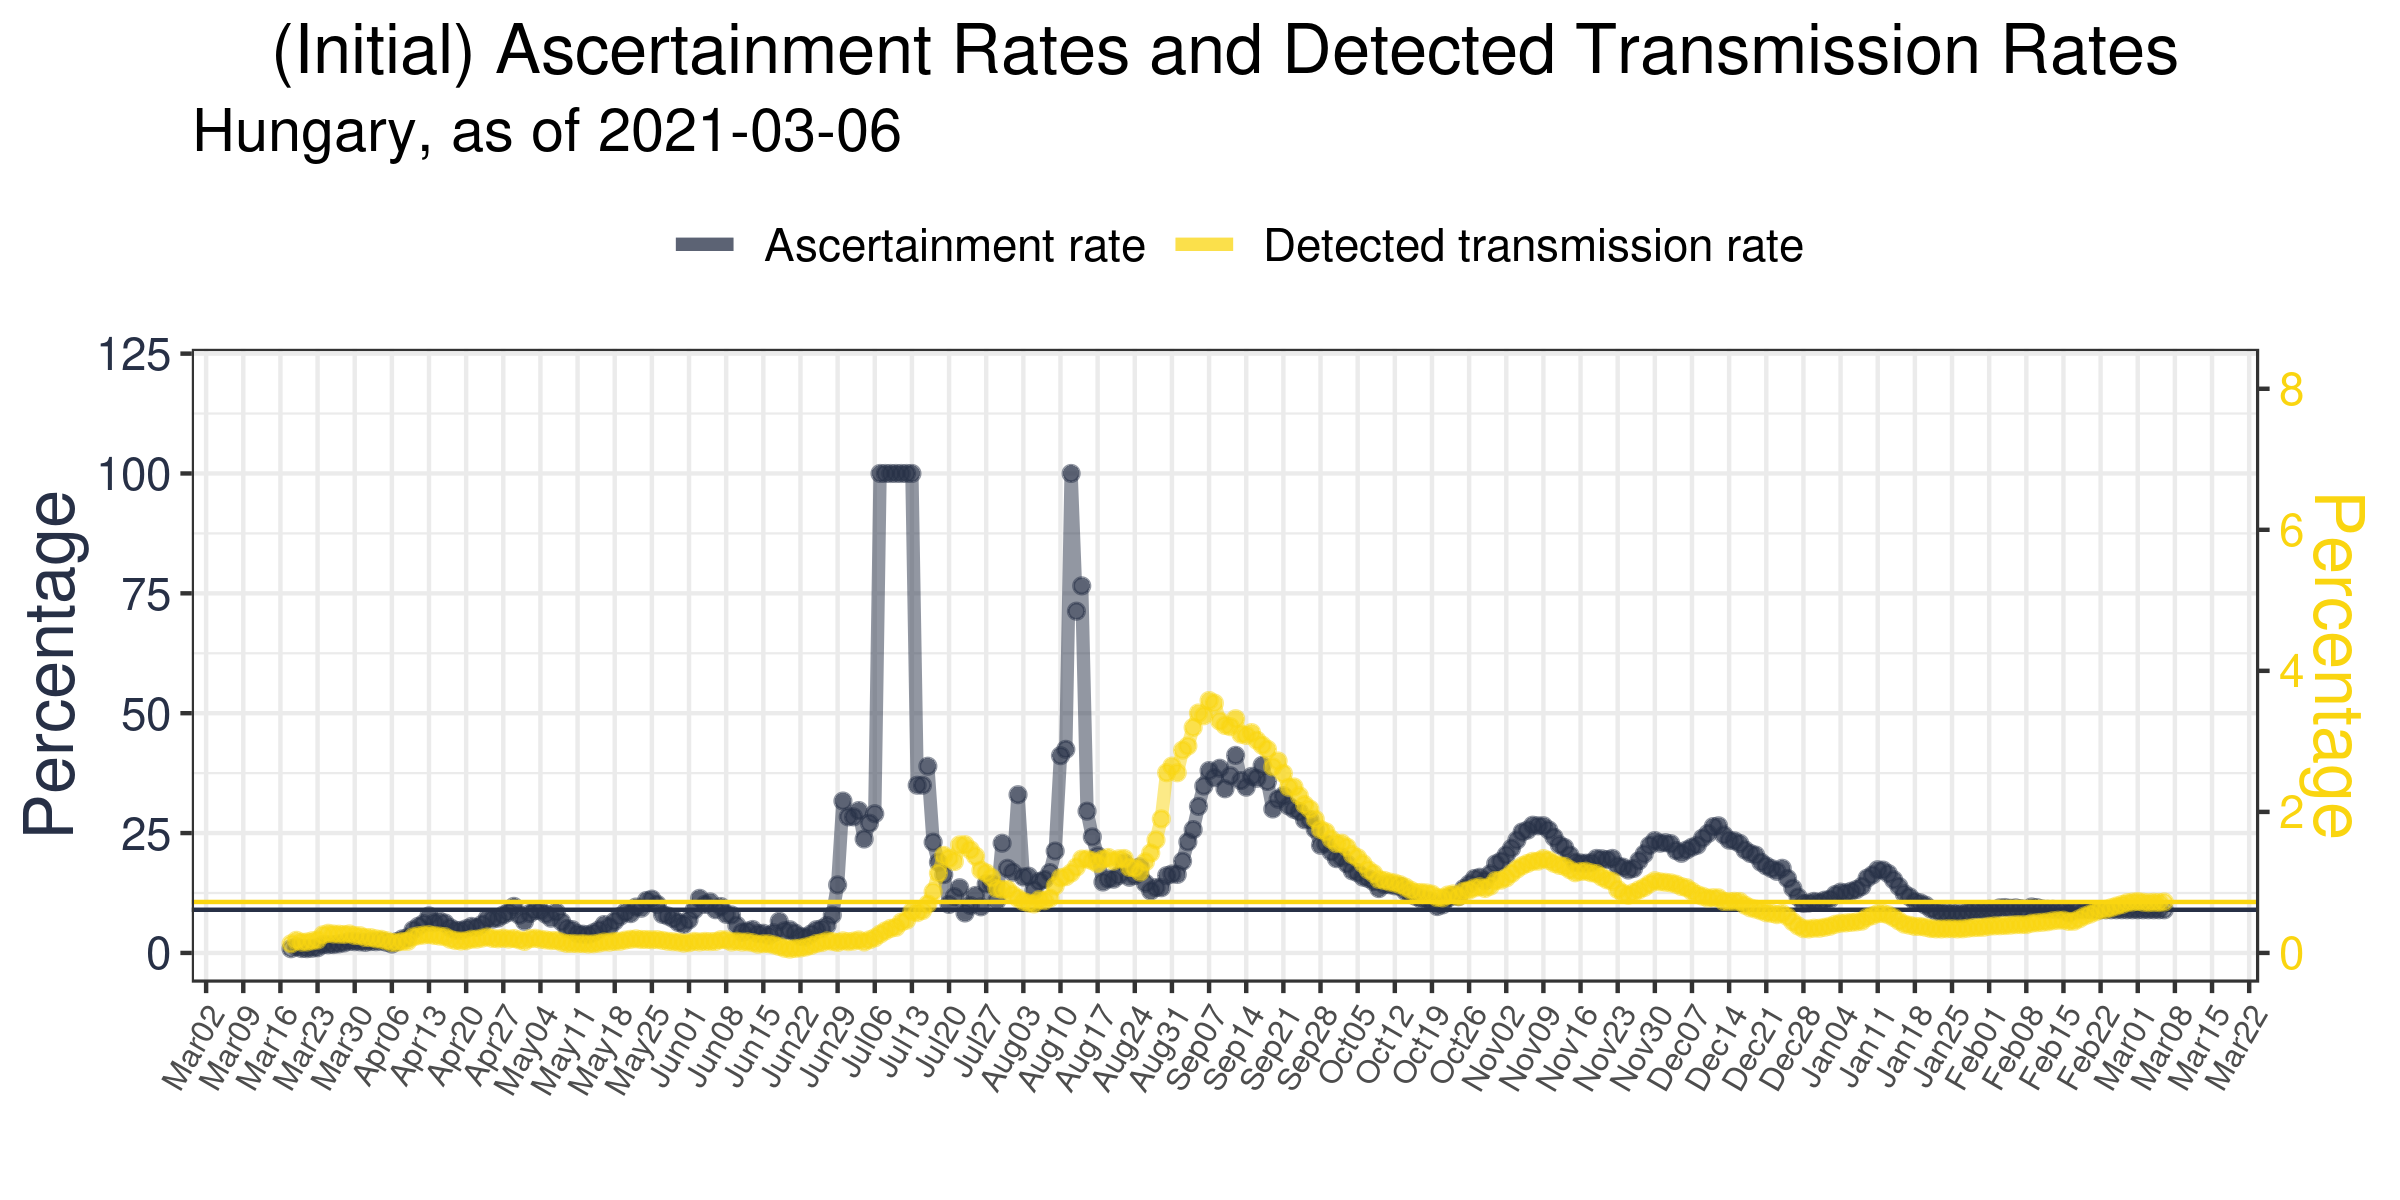 (Initial) Ascertainment Rates and Detected Transmission Rates
Hungary, as of 2021-03-06
Ascertainment rate
Detected transmission rate
Percentage
125
100
75
50
25
0
8
6
4
2
0
Percentage
Mar02
Mar09
Mar16
Mar23
Mar30
Apr06
Apr13
Apr20
Apr27
May04
May11
May18
May25
Jun01
Jun08
Jun15
Jun22
Jun29
Jul06
Jul13
Jul20
Jul27
Aug03
Aug10
Aug17
Aug24
Aug31
Sep07
Sep14
Sep21
Sep28
Oct05
Oct12
Oct19
Oct26
Nov02
Nov09
Nov16
Nov23
Nov30
Dec07
Dec14
Dec21
Dec28
Jan04
Jan11
Jan18
Jan25
Feb01
Feb08
Feb15
Feb22
Mar01
Mar08
Mar15
Mar22